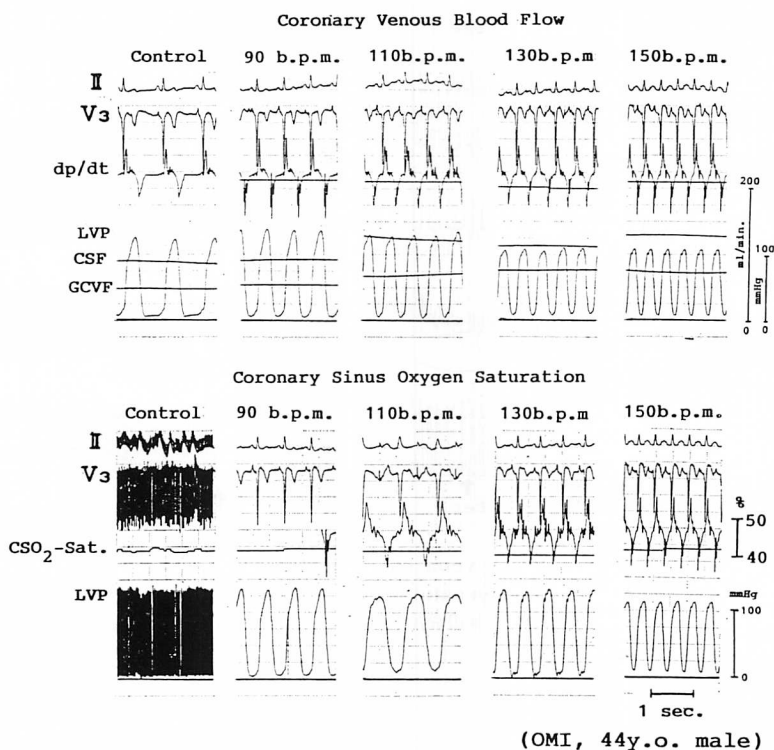 Coronary Venous Blood Flow
Control 90 b.p.m. 110b.p.m. 130b.p.m 150b.p.m.
II
V3
dp/dt
200
LVP
CSF
100
GCVF
ml/min.
mmHg
0 0
Coronary Sinus Oxygen Saturation
Control 90 b.p.m. 110b.p.m. 130b.p.m 150b.p.m.
II
V3
%
50
CSO2-Sat.
40
LVP
mmHg
100
0
1 sec.
(OMI, 44y.o. male)